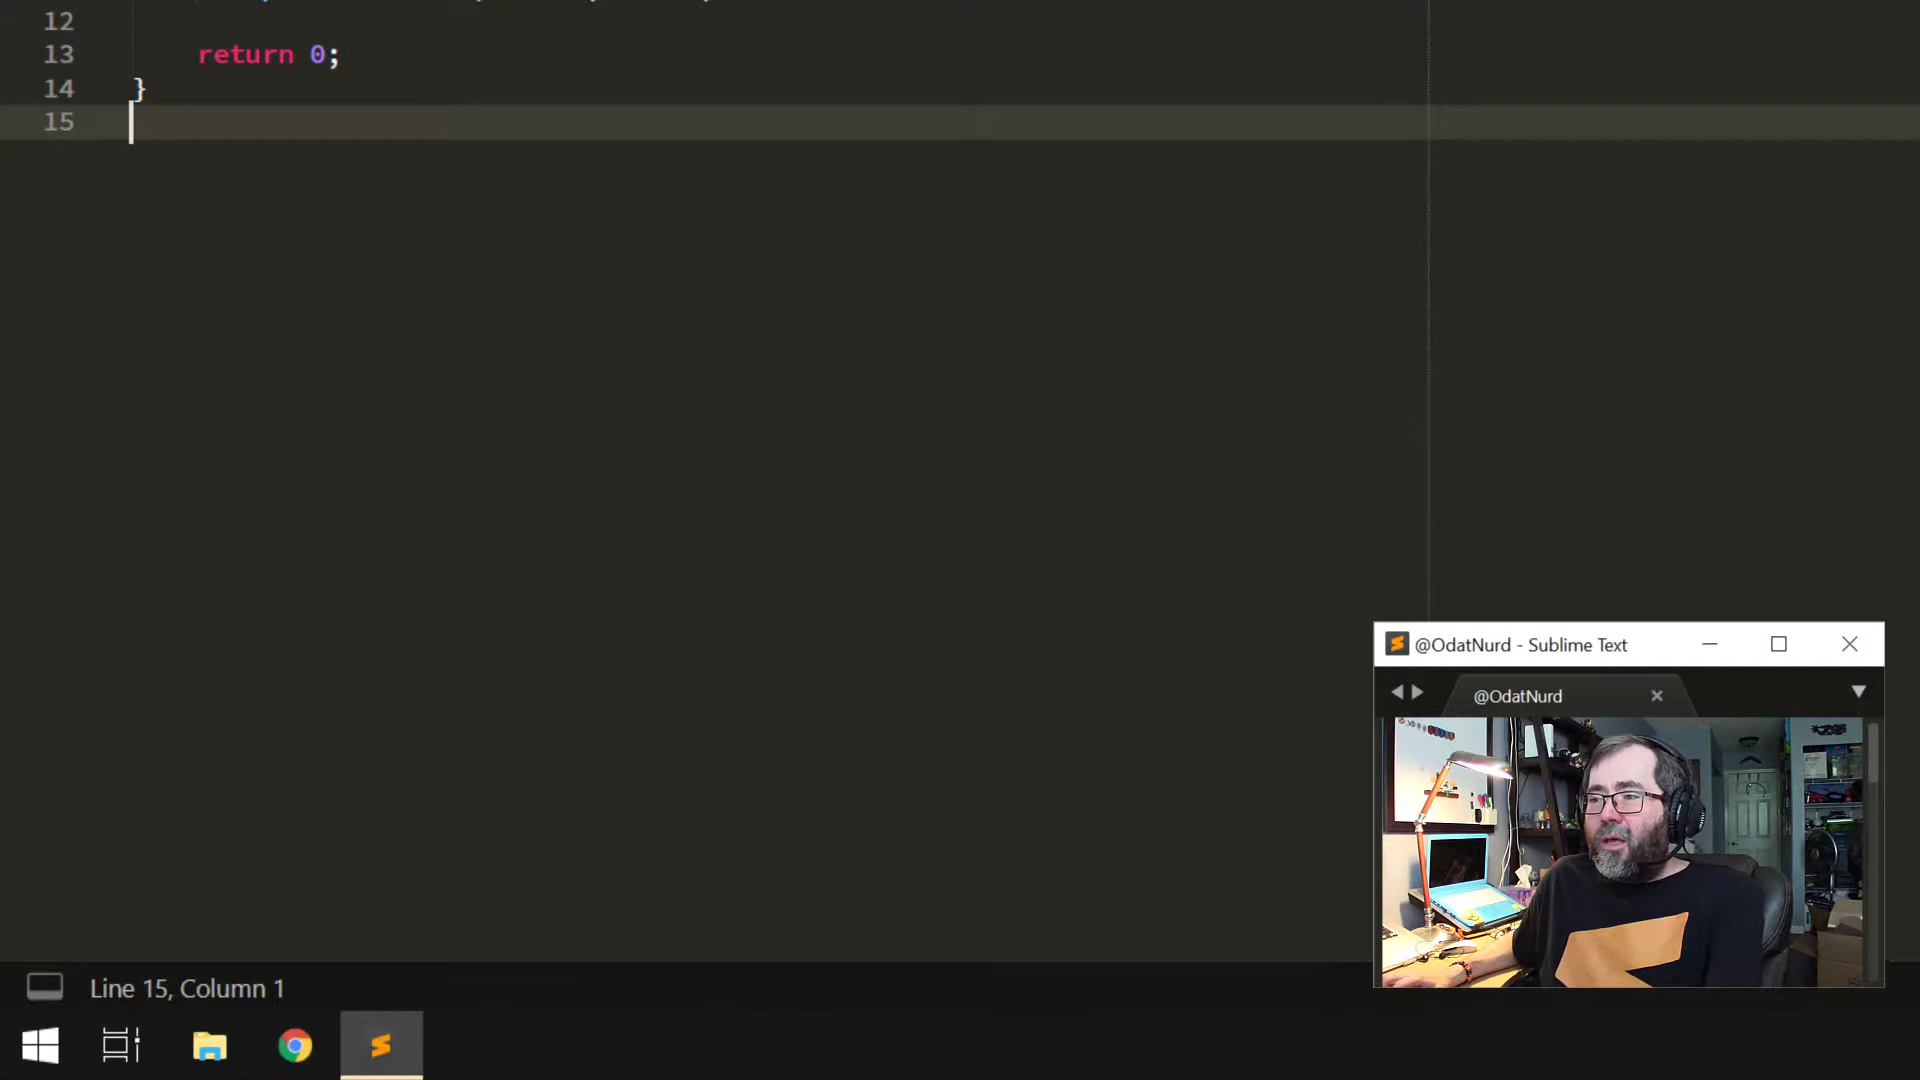 12
13 return 0;
14 }
15
@OdatNurd - Sublime Text
@OdatNurd
Line 15, Column 1